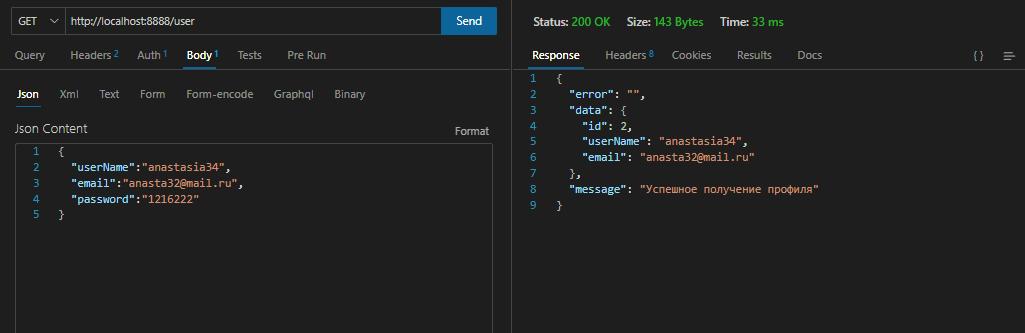 GET http://localhost:8888/user Send
Query Headers 2 Auth 1 Body 1 Tests Pre Run
Json Xml Text Form Form-encode Graphql Binary
Json Content Format
1 {
2 "userName":"anastasia34",
3 "email":"anasta32@mail.ru",
4 "password":"1216222"
5 }
Status: 200 OK Size: 143 Bytes Time: 33 ms
Response Headers 8 Cookies Results Docs { }
1 {
2 "error": "",
3 "data": {
4 "id": 2,
5 "userName": "anastasia34",
6 "email": "anasta32@mail.ru"
7 },
8 "message": "Успешное получение профиля"
9 }